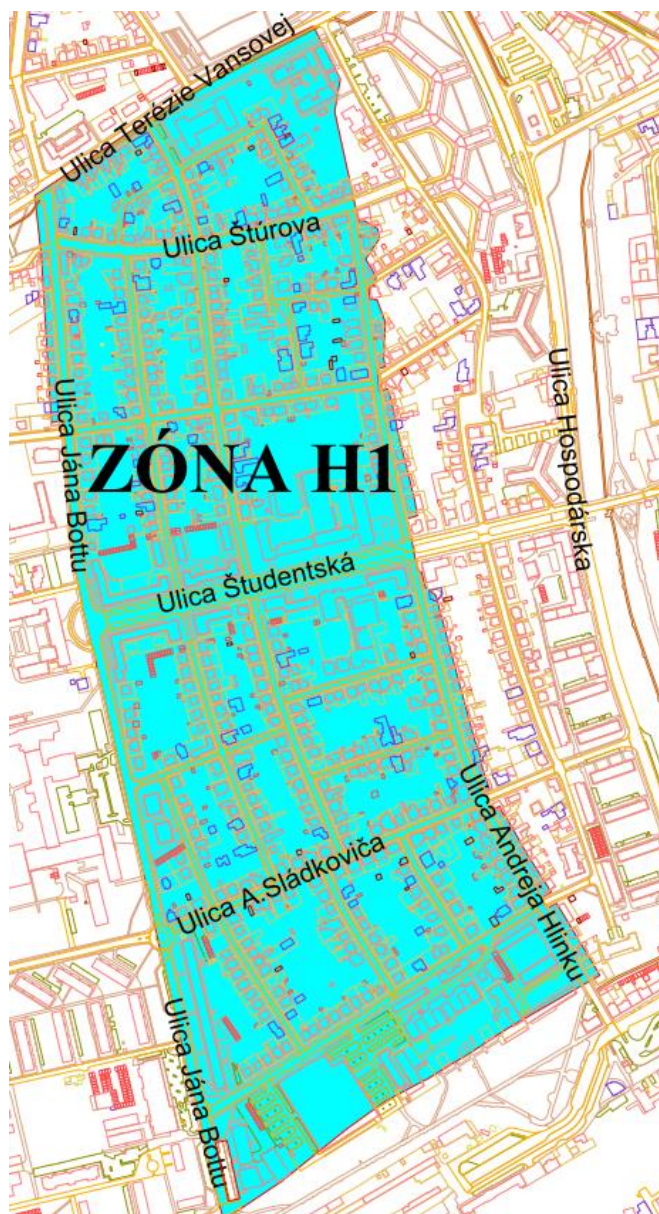 Ulica Terézie Vansovej
Ulica Štúrova
Ulica Jána Bottu
ZÓNA H1
Ulica Hospodárska
Ulica Študentská
Ulica A.Sládkoviča
Ulica Andreja Hlinku
Ulica Jána Bottu